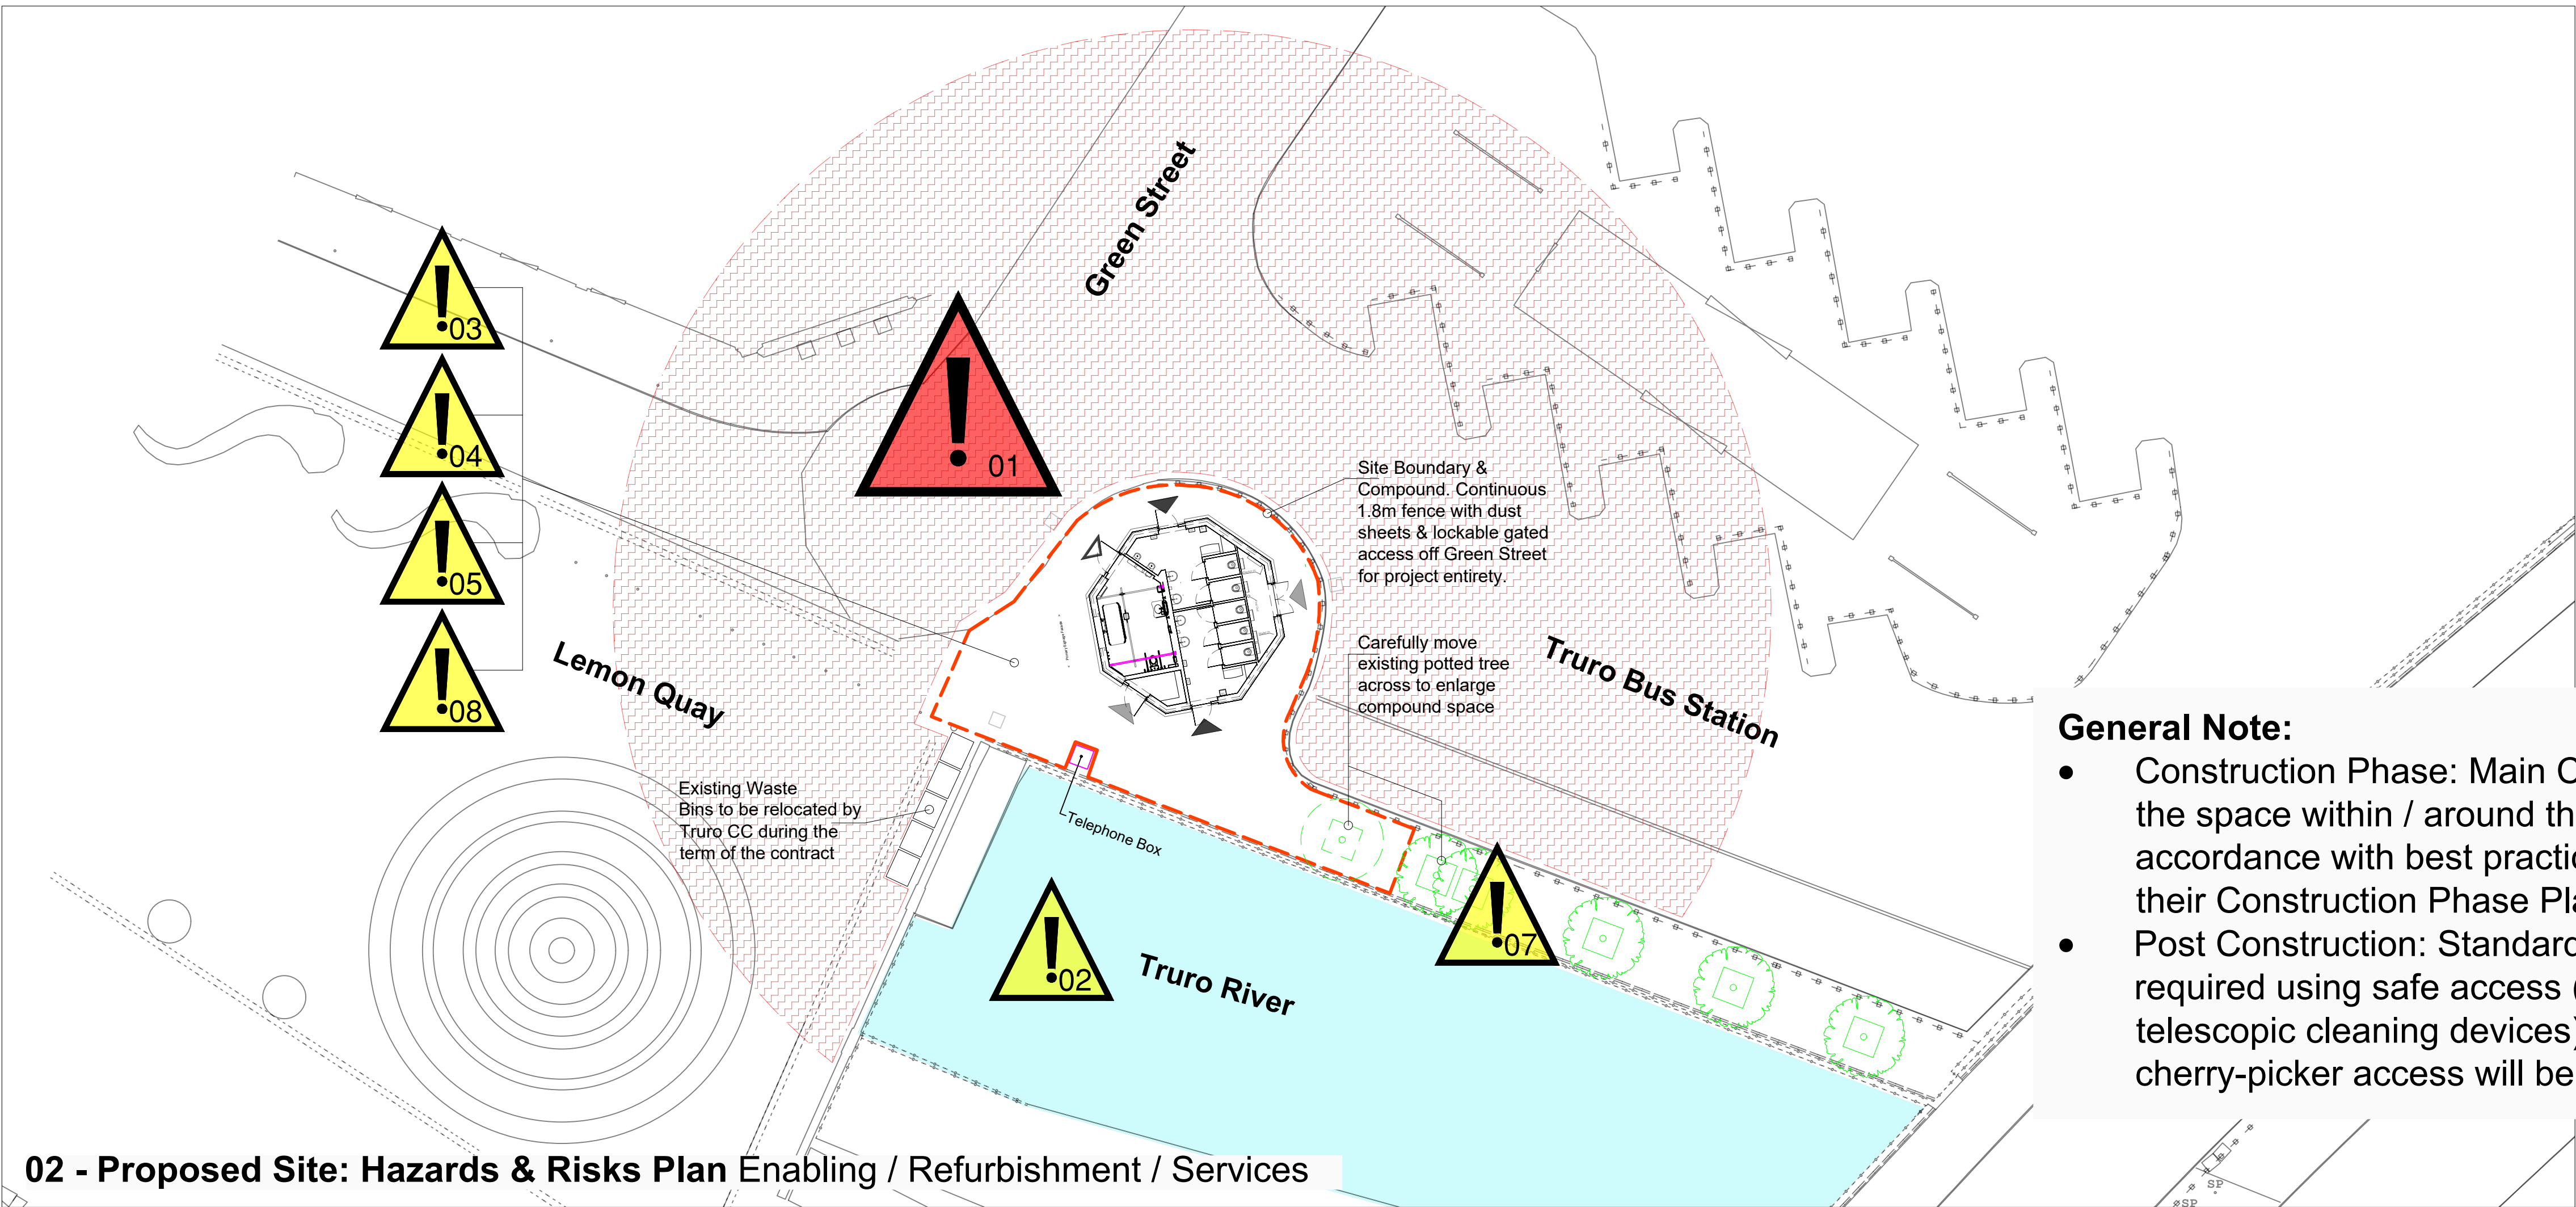 Green Street
03
04
05
08
01
Site Boundary &
Compound. Continuous
1.8m fence with dust
sheets & lockable gated
access off Green Street
for project entirety.
Carefully move
existing potted tree
across to enlarge
compound space
Lemon Quay
Truro Bus Station
Existing Waste
Bins to be relocated by
Truro CC during the
term of the contract
Telephone Box
02
07
Truro River
General Note:
• Construction Phase: Main C
the space within / around th
accordance with best practi
their Construction Phase Pla
• Post Construction: Standard
required using safe access (
telescopic cleaning devices)
cherry-picker access will be
02 - Proposed Site: Hazards & Risks Plan Enabling / Refurbishment / Services
SP
SP